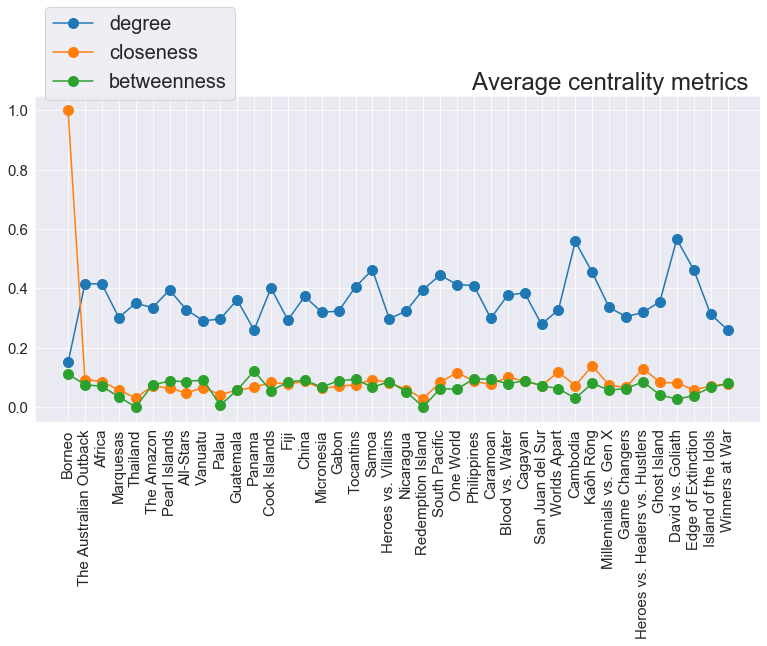 degree
closeness
betweenness
Average centrality metrics
1.0
0.8
0.6
0.4
0.2
0.0
Borneo
The Australian Outback
Africa
Marquesas
Thailand
The Amazon
Pearl Islands
All-Stars
Vanuatu
Palau
Guatemala
Panama
Cook Islands
Fiji
China
Micronesia
Gabon
Tocantins
Samoa
Heroes vs. Villains
Nicaragua
Redemption Island
South Pacific
One World
Philippines
Caramoan
Blood vs. Water
Cagayan
San Juan del Sur
Worlds Apart
Cambodia
Kaôh Rōng
Millennials vs. Gen X
Game Changers
Heroes vs. Healers vs. Hustlers
Ghost Island
David vs. Goliath
Edge of Extinction
Island of the Idols
Winners at War